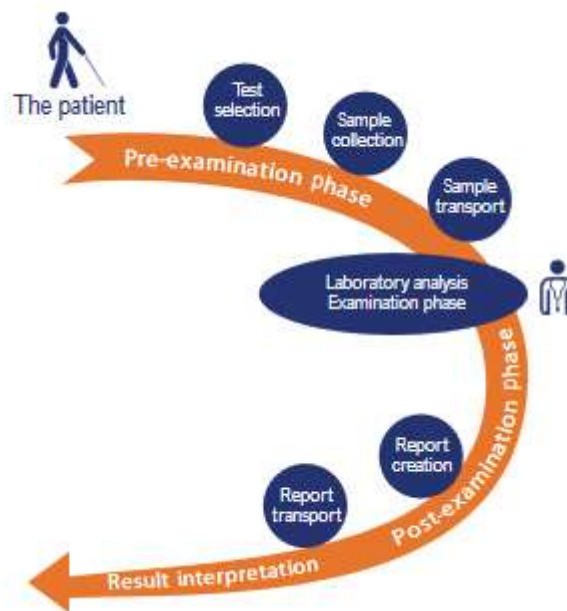 The patient
Test
selection
Sample
collection
Sample
transport
Pre-examination phase
Laboratory analysis
Examination phase
Post-examination phase
Report
creation
Report
transport
Result interpretation